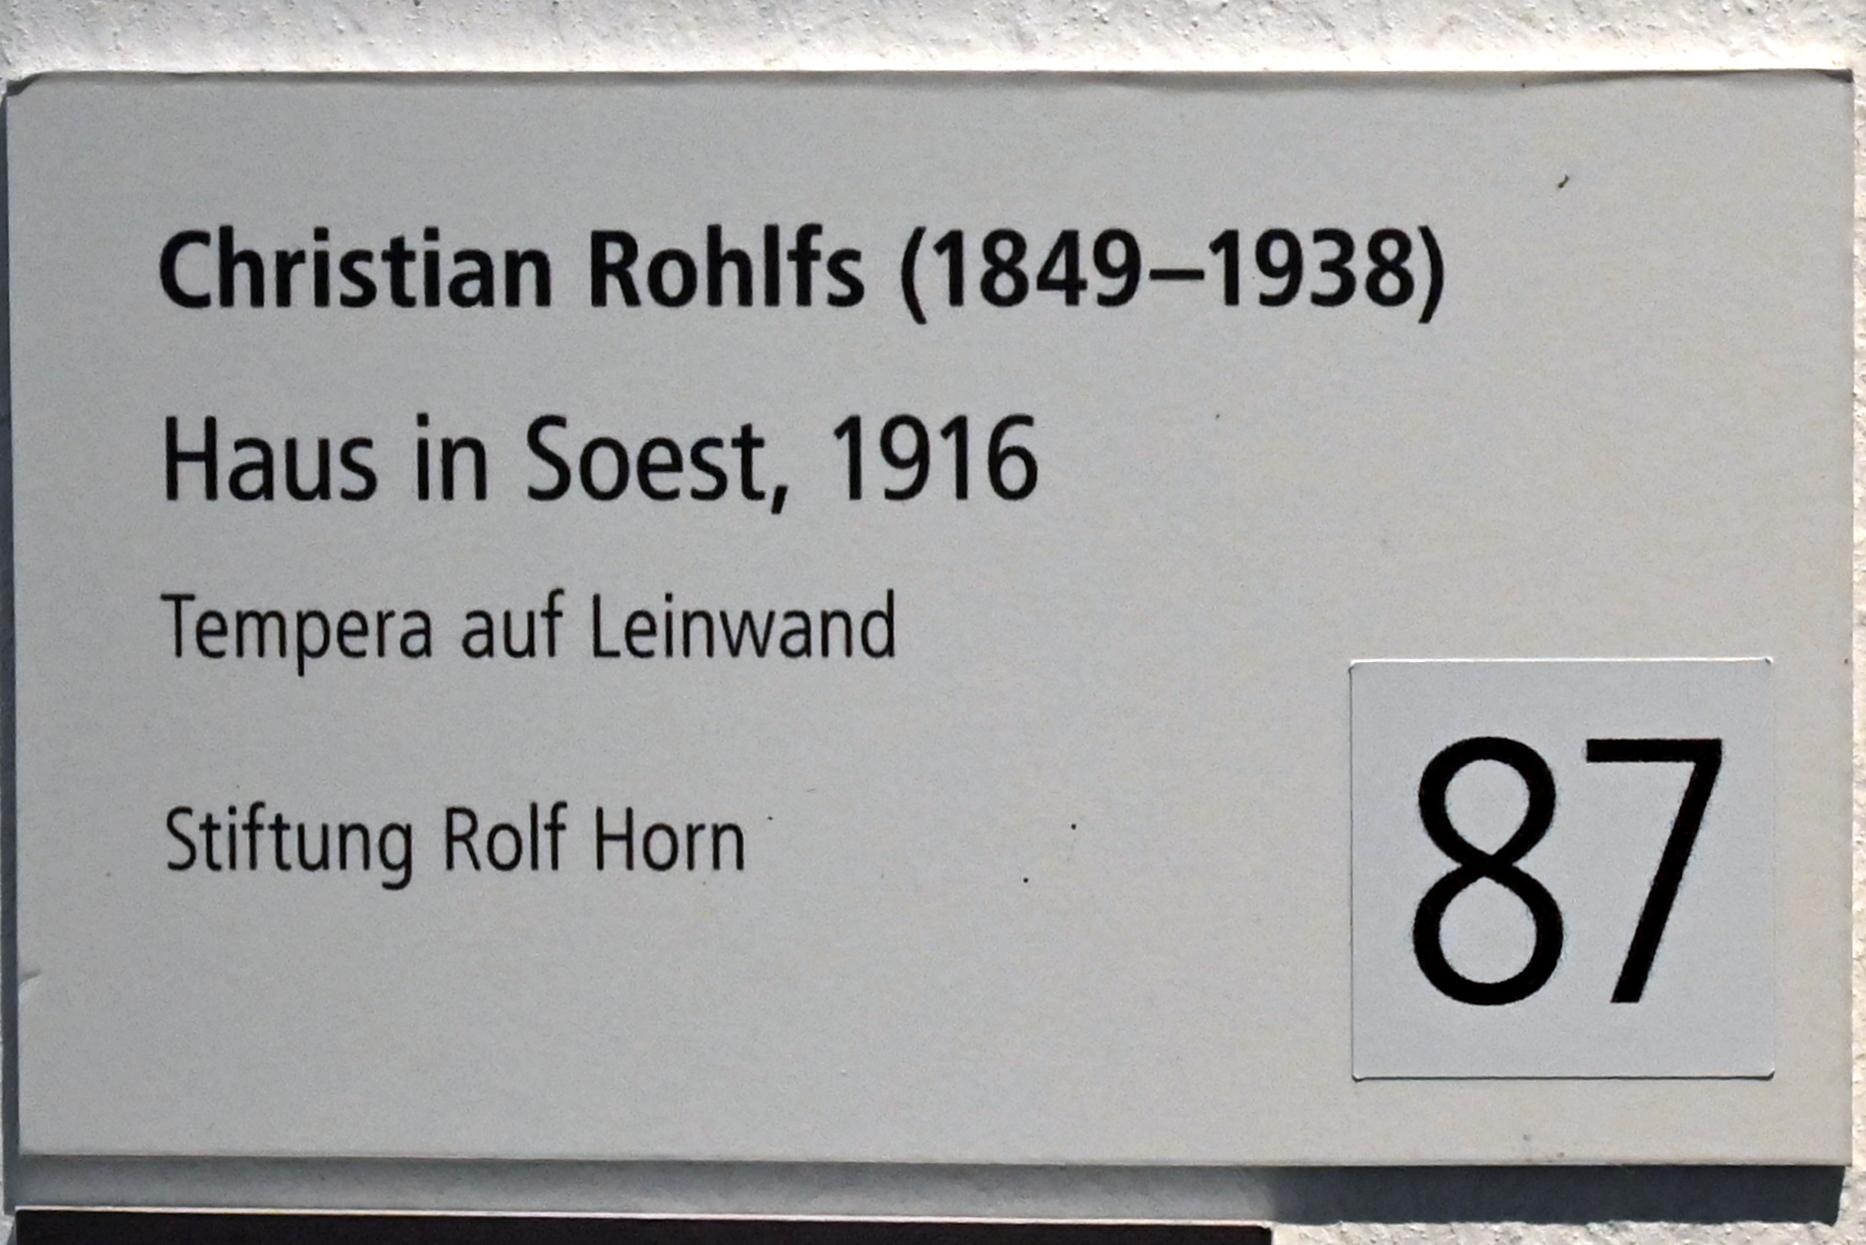 Christian Rohlfs (1849–1938)
Haus in Soest, 1916
Tempera auf Leinwand
Stiftung Rolf Horn
87